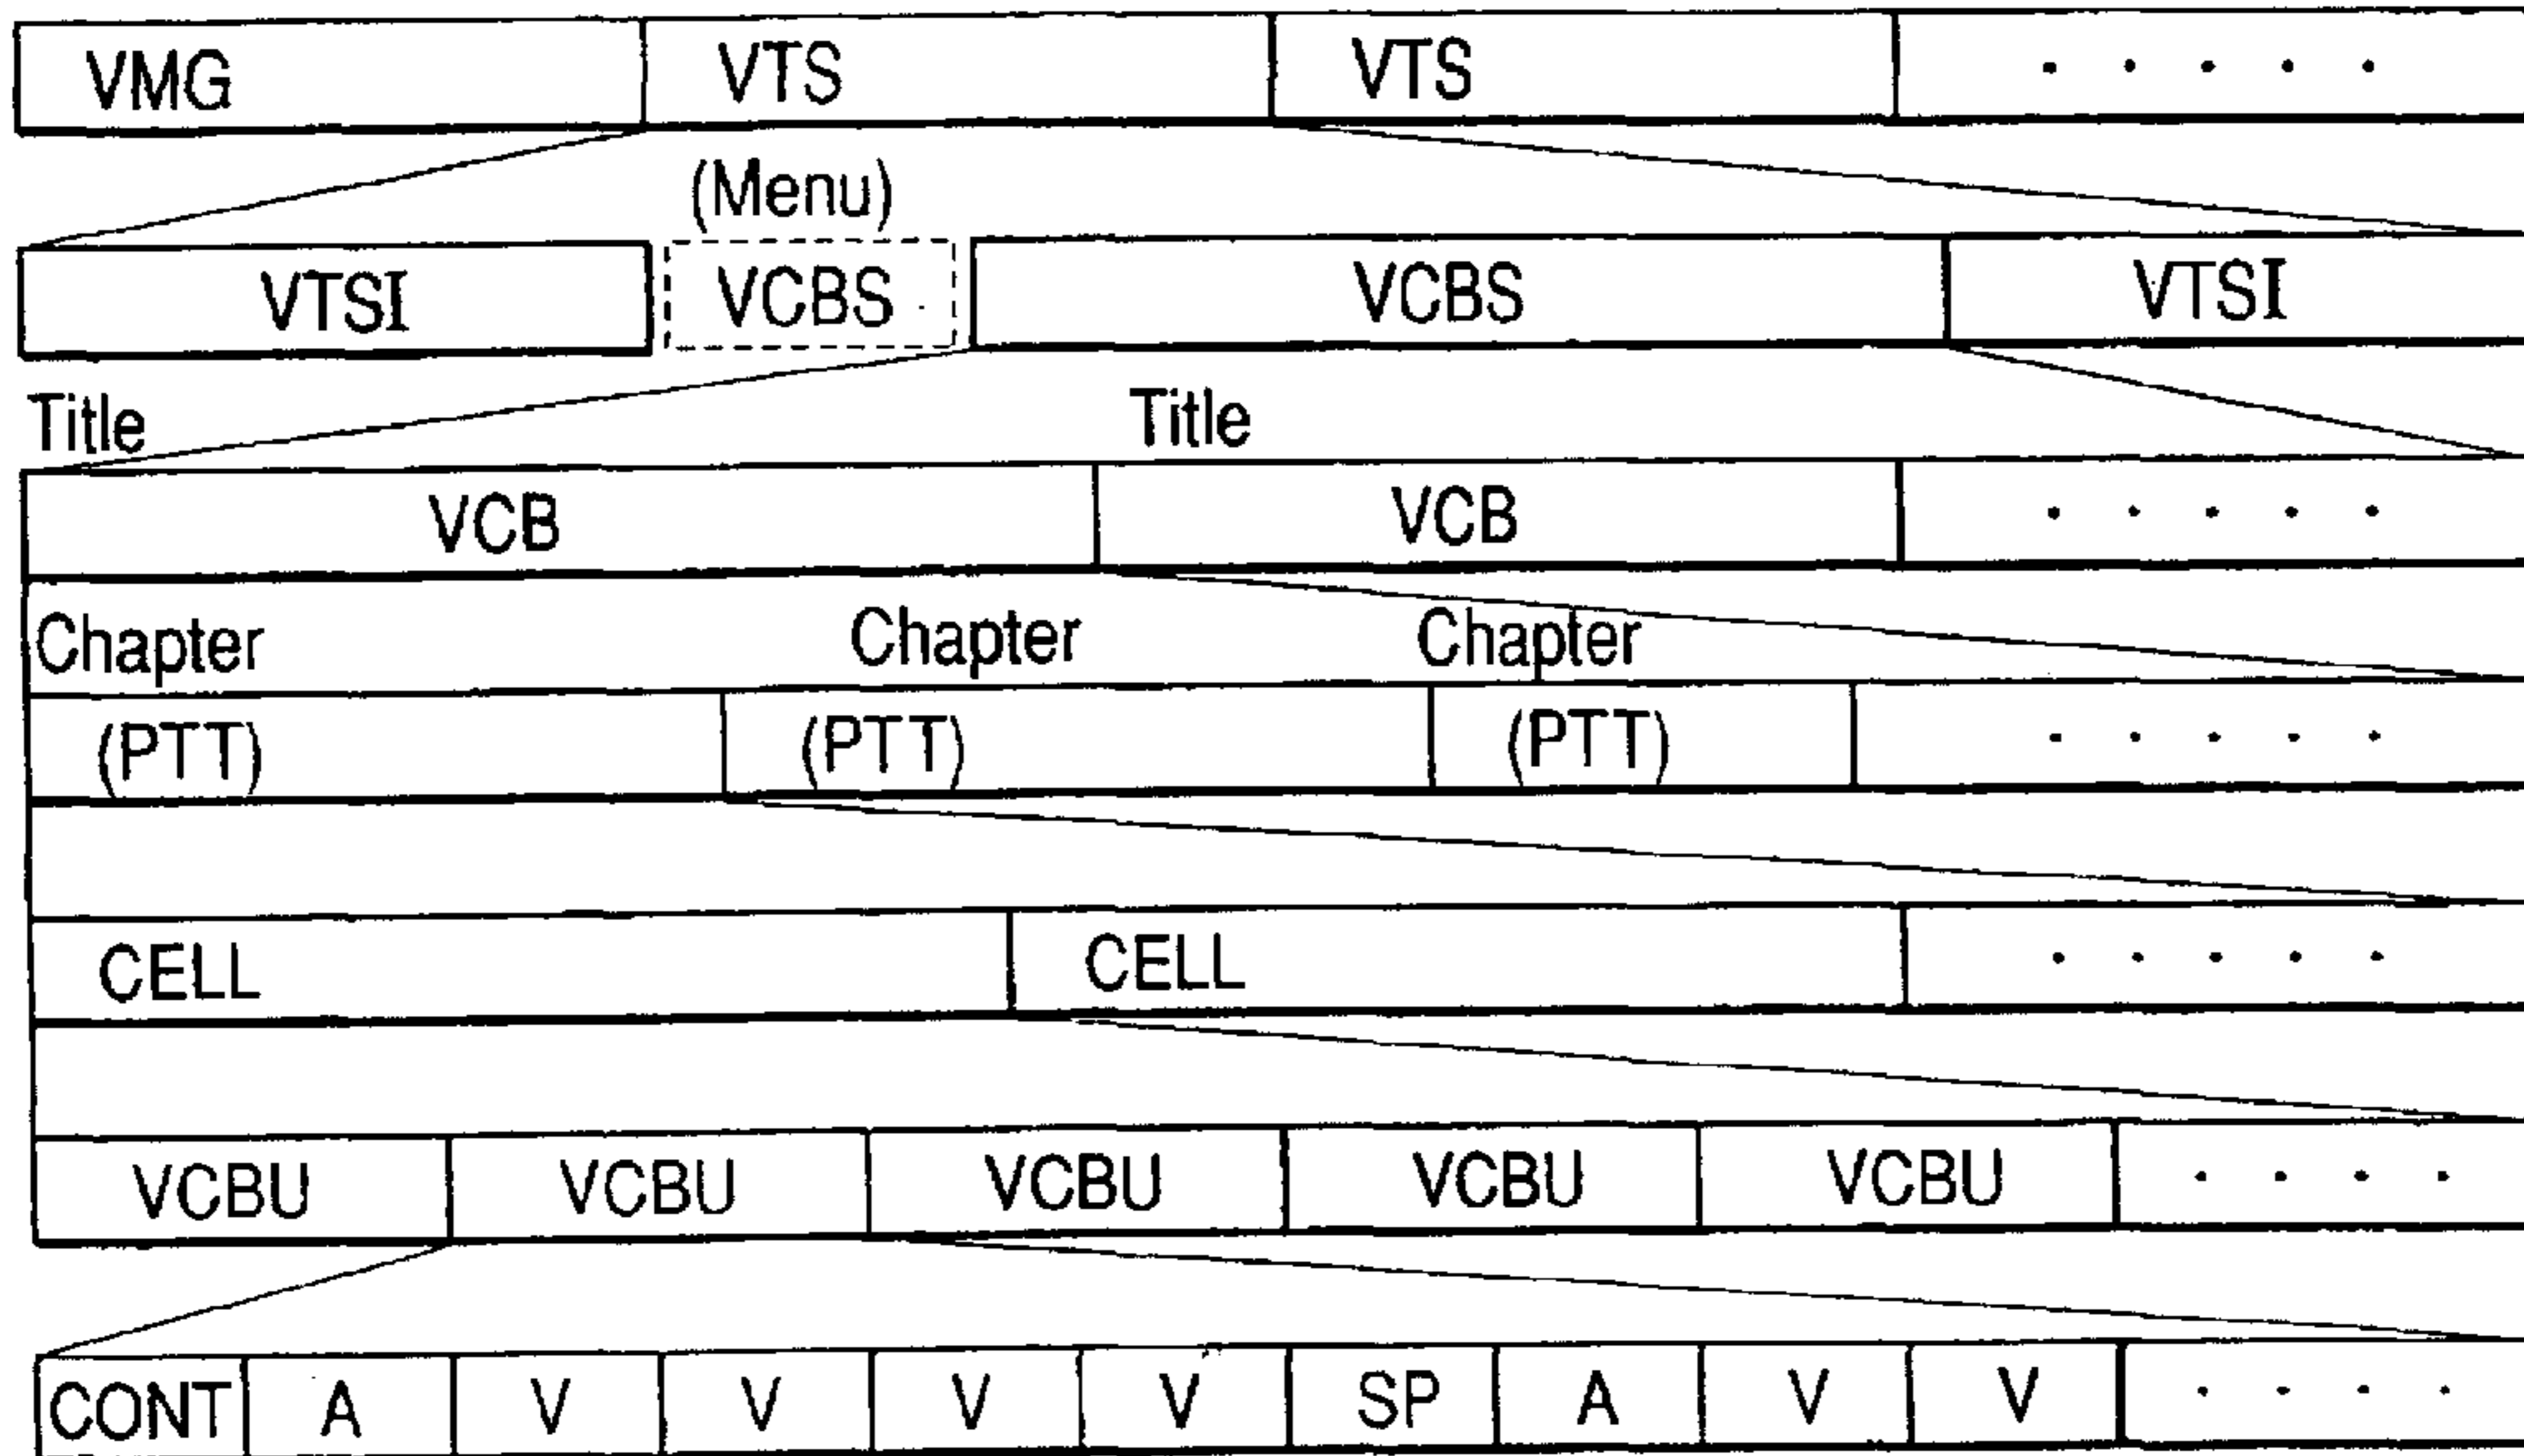 VMG VTS VTS . . . . .
(Menu)
VTSI VCBS VCBS VTSI
Title Title
VCB VCB . . . . .
Chapter Chapter Chapter
(PTT) (PTT) (PTT) . . . . .
CELL CELL . . . . .
VCBU VCBU VCBU VCBU VCBU . . . .
CONT A V V V V SP A V V . . . .